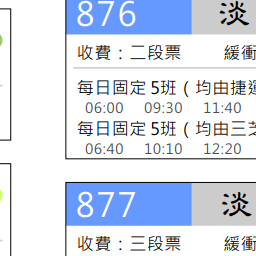 876 淡
收費：二段票 緩衝
每日固定 5班 ( 均由捷運
06:00 09:30 11:40
每日固定 5班 ( 均由三芝
06:40 10:10 12:20
877 淡
收費：三段票 緩衝